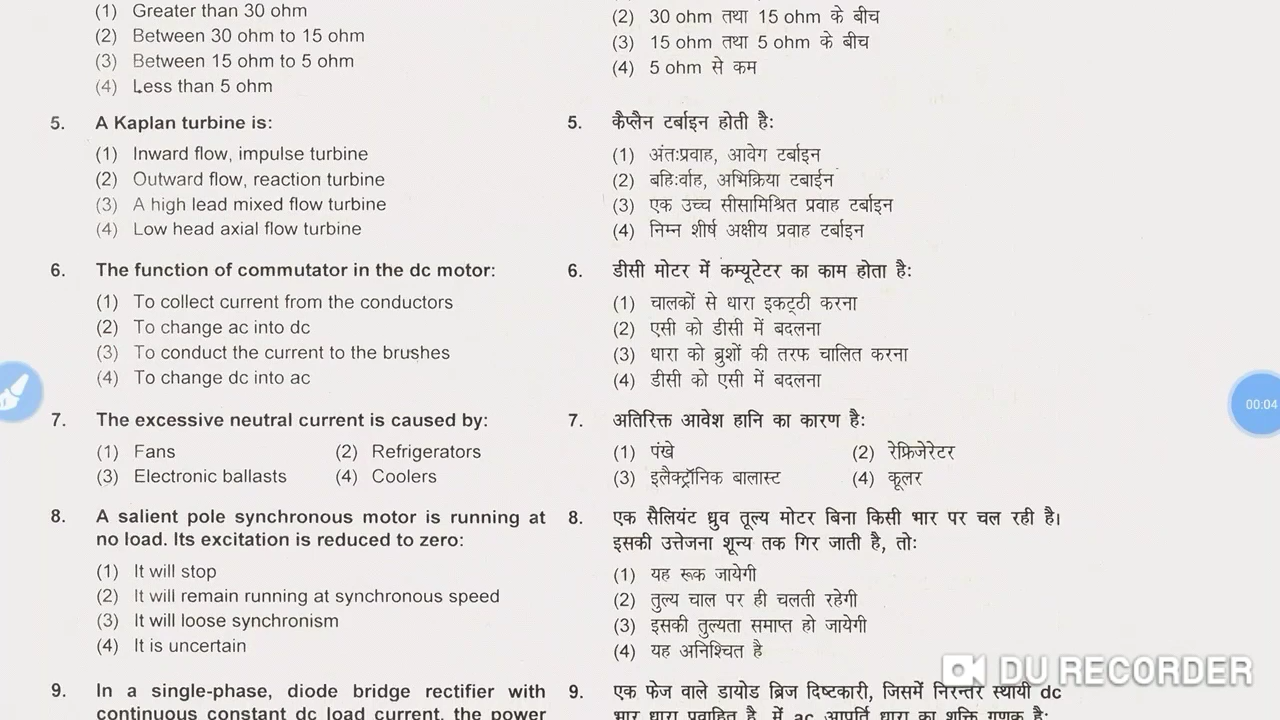 (1) Greater than 30 ohm
(2) Between 30 ohm to 15 ohm
(3) Between 15 ohm to 5 ohm
(4) Less than 5 ohm
5. A Kaplan turbine is:
(1) Inward flow, impulse turbine
(2) Outward flow, reaction turbine
(3) A high lead mixed flow turbine
(4) Low head axial flow turbine
6. The function of commutator in the dc motor:
(1) To collect current from the conductors
(2) To change ac into dc
(3) To conduct the current to the brushes
(4) To change dc into ac
7. The excessive neutral current is caused by:
(1) Fans (2) Refrigerators
(3) Electronic ballasts (4) Coolers
8. A salient pole synchronous motor is running at
no load. Its excitation is reduced to zero:
(1) It will stop
(2) It will remain running at synchronous speed
(3) It will loose synchronism
(4) It is uncertain
9. In a single-phase, diode bridge rectifier with
continuous constant dc load current, the power
(2) 30 ohm तथा 15 ohm के बीच
(3) 15 ohm तथा 5 ohm के बीच
(4) 5 ohm से कम
5. कैप्लैन टर्बाइन होती है:
(1) अंतःप्रवाह, आवेग टर्बाइन
(2) बहिःर्वाह, अभिक्रिया टबाईन
(3) एक उच्च सीसामिश्रित प्रवाह टर्बाइन
(4) निम्न शीर्ष अक्षीय प्रवाह टर्बाइन
6. डीसी मोटर में कम्यूटेटर का काम होता है:
(1) चालकों से धारा इकट्ठी करना
(2) एसी को डीसी में बदलना
(3) धारा को ब्रुशों की तरफ चालित करना
(4) डीसी को एसी में बदलना
7. अतिरिक्त आवेश हानि का कारण है:
(1) पंखे (2) रेफ्रिजेरेटर
(3) इलैक्ट्रॉनिक बालास्ट (4) कूलर
8. एक सैलियंट ध्रुव तूल्य मोटर बिना किसी भार पर चल रही है।
इसकी उत्तेजना शून्य तक गिर जाती है, तो:
(1) यह रूक जायेगी
(2) तुल्य चाल पर ही चलती रहेगी
(3) इसकी तुल्यता समाप्त हो जायेगी
(4) यह अनिश्चित है
9. एक फेज वाले डायोड ब्रिज दिष्टकारी, जिसमें निरन्तर स्थायी dc
भार धारा प्रवाहित है, में ac आपूर्ति धारा का शक्ति गुणक है:
00:04
DU RECORDER